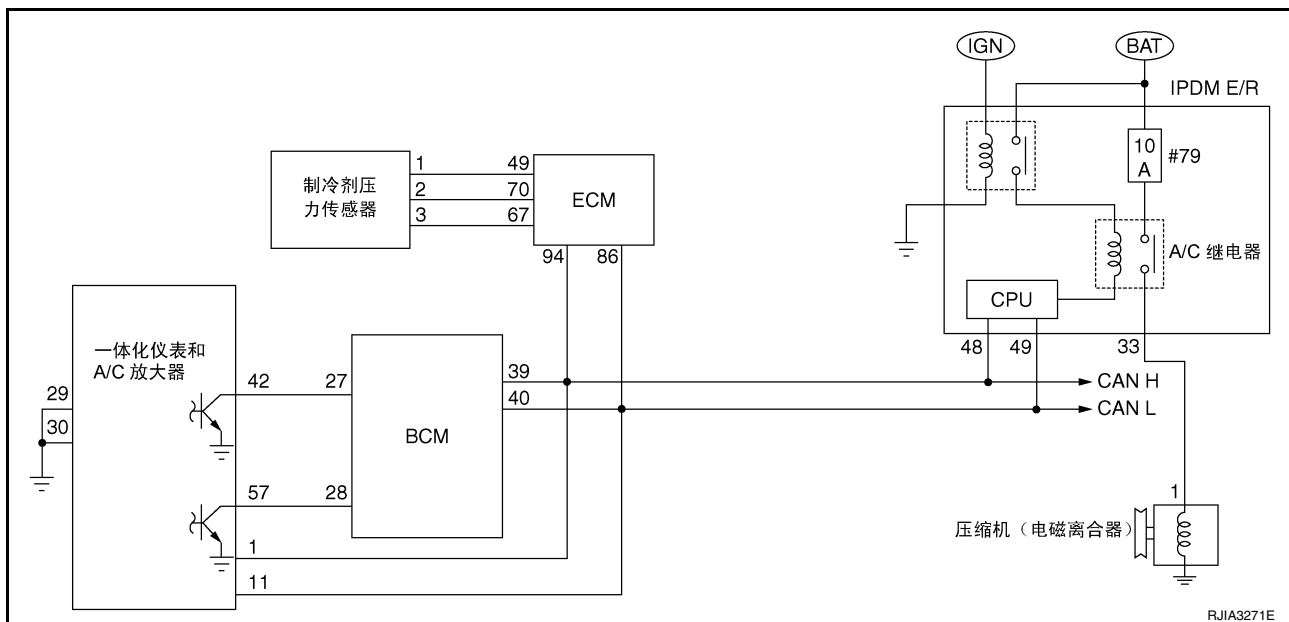 IGN
BAT
IPDM E/R
10
A
#79
A/C 继电器
CPU
48
49
33
制冷剂压
力传感器
1
2
3
49
70
67
ECM
94
86
一体化仪表和
A/C 放大器
29
30
42
27
57
28
1
11
BCM
39
40
CAN H
CAN L
1
压缩机（电磁离合器）
RJIA3271E